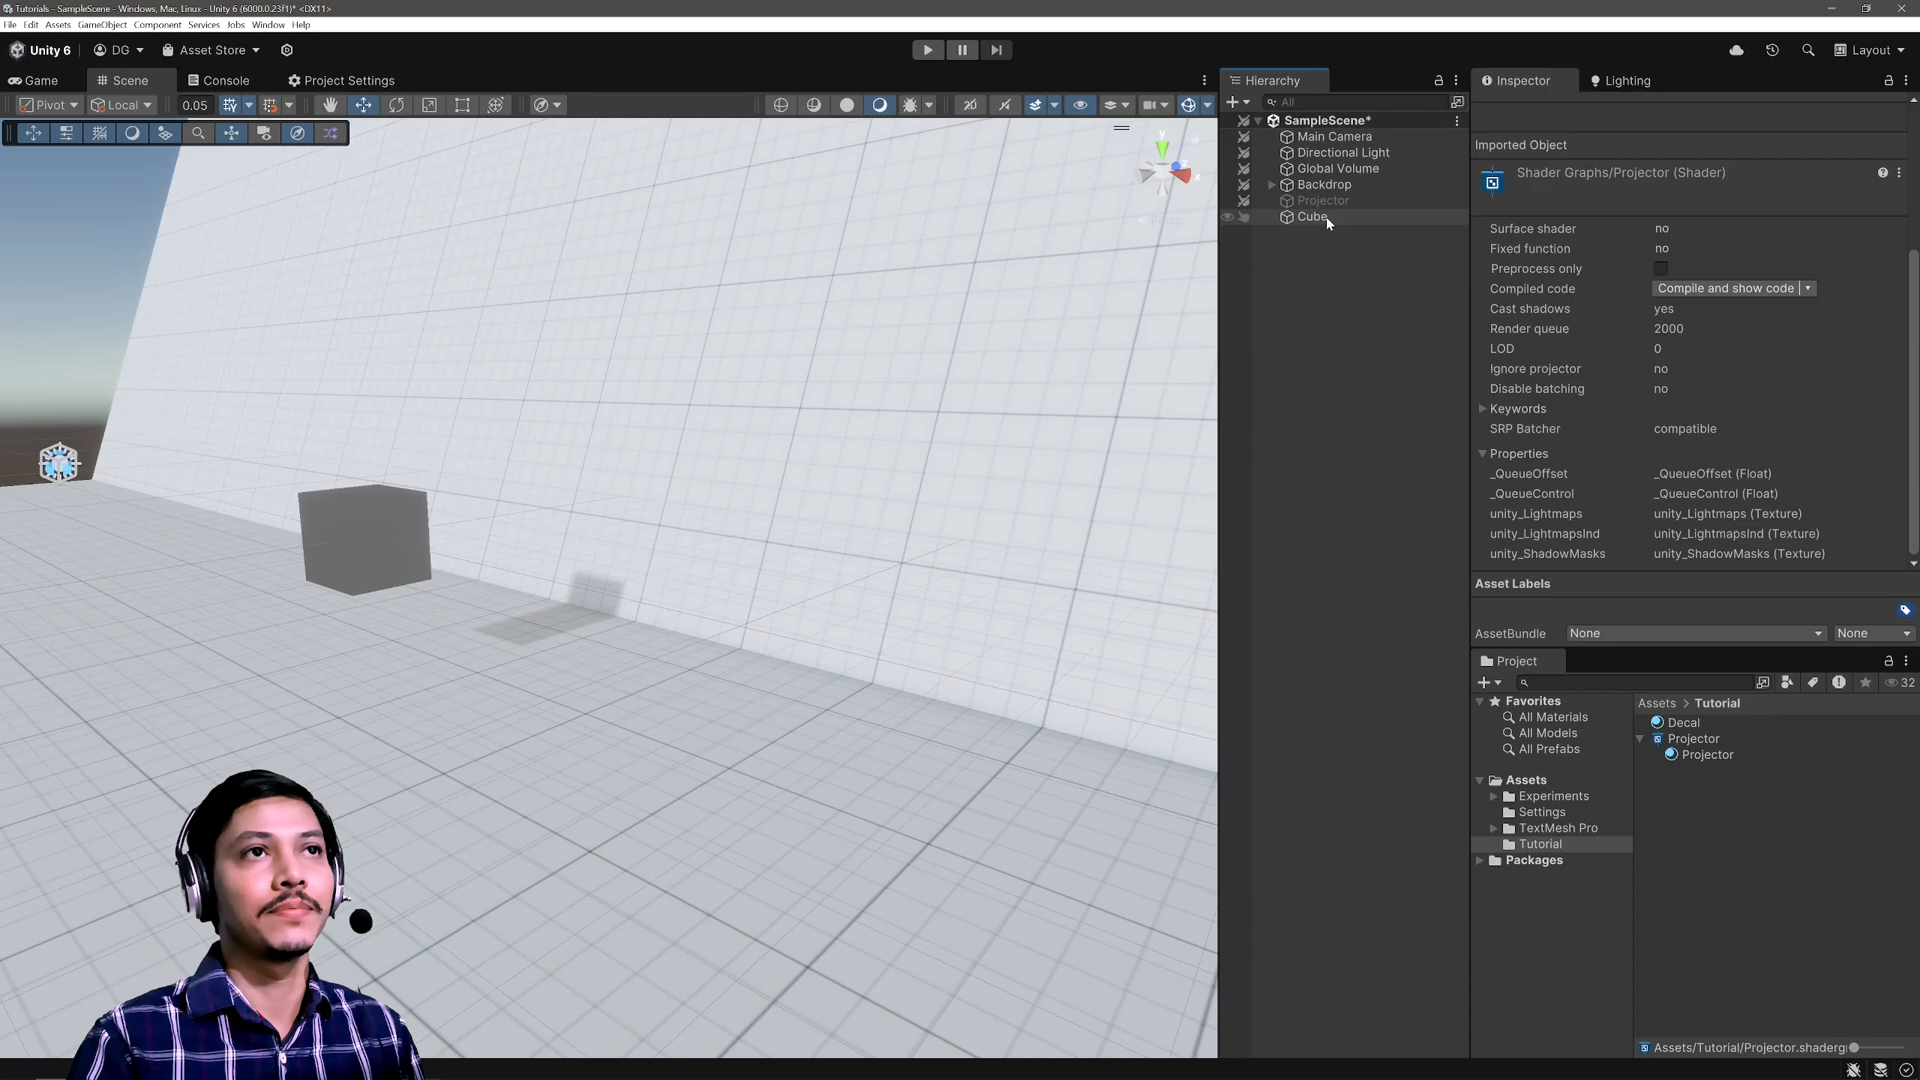 Tutorials - SampleScene - Windows, Mac, Linux - Unity 6 (6000.0.23f1)* <DX11>
File Edit Assets GameObject Component Services Jobs Window Help
Unity 6 DG Asset Store Layout
Game Scene Console Project Settings
Pivot Local 0.05
y
z
x
Persp
Hierarchy
All
SampleScene*
Main Camera
Directional Light
Global Volume
Backdrop
Projector
Cube
Inspector Lighting
Imported Object
Shader Graphs/Projector (Shader)
Surface shader no
Fixed function no
Preprocess only
Compiled code Compile and show code
Cast shadows yes
Render queue 2000
LOD 0
Ignore projector no
Disable batching no
Keywords
SRP Batcher compatible
Properties
_QueueOffset _QueueOffset (Float)
_QueueControl _QueueControl (Float)
unity_Lightmaps unity_Lightmaps (Texture)
unity_LightmapsInd unity_LightmapsInd (Texture)
unity_ShadowMasks unity_ShadowMasks (Texture)
Asset Labels
AssetBundle None None
Project
32
Favorites
All Materials
All Models
All Prefabs
Assets
Experiments
Settings
TextMesh Pro
Tutorial
Packages
Assets > Tutorial
Decal
Projector
Projector
Assets/Tutorial/Projector.shadergr